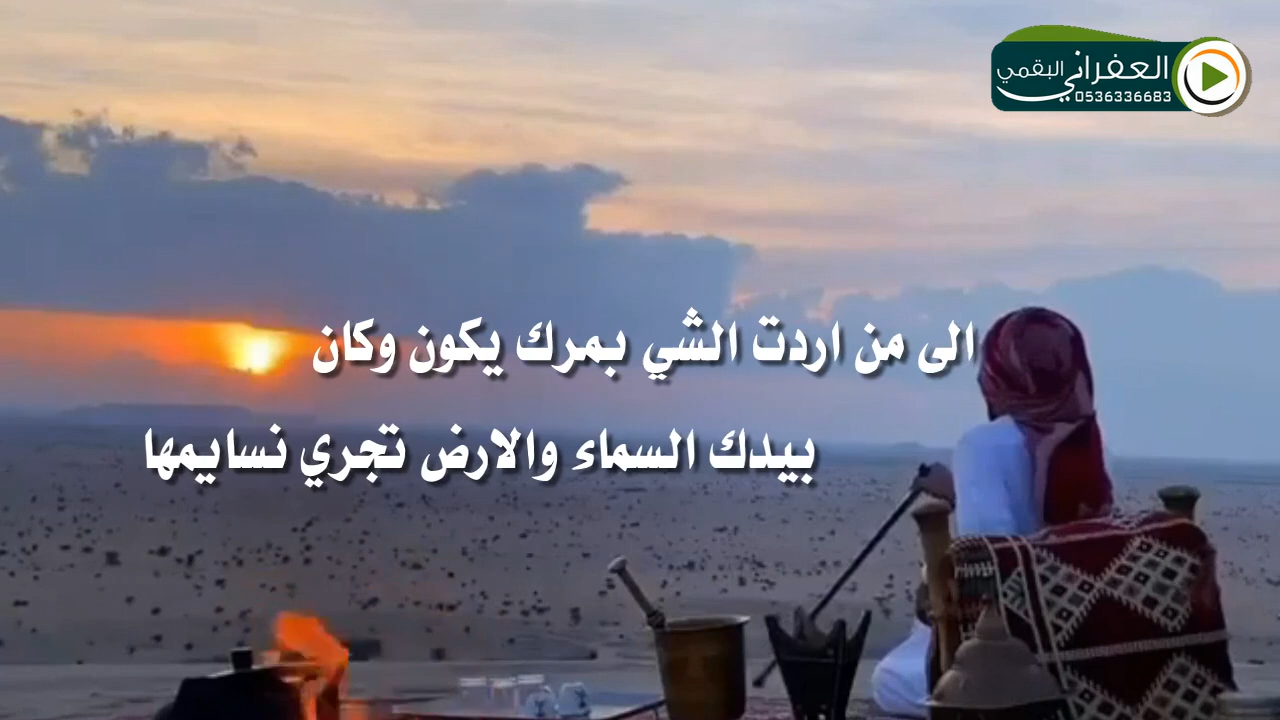 العفراني البقمي
0536336683
الى من اردت الشي بمرك يكون وكان
بيدك السماء والارض تجري نسايمها